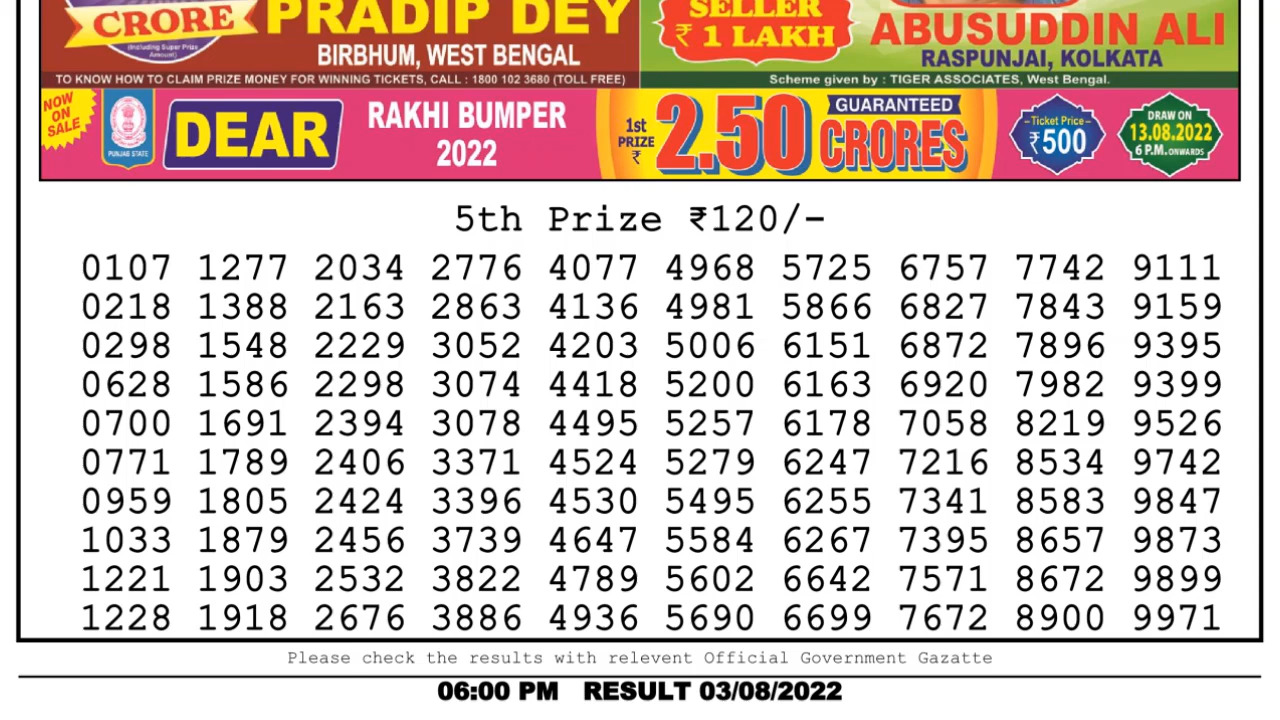 CRORE
(Including Super Prize
Amount)
PRADIP DEY
BIRBHUM, WEST BENGAL
TO KNOW HOW TO CLAIM PRIZE MONEY FOR WINNING TICKETS, CALL : 1800 102 3680 (TOLL FREE)
SELLER
₹ 1 LAKH
ABUSUDDIN ALI
RASPUNJAI, KOLKATA
Scheme given by : TIGER ASSOCIATES, West Bengal.
NOW
ON
SALE
PUNJAB STATE
DEAR
RAKHI BUMPER
2022
1st
PRIZE
₹
2.50
GUARANTEED
CRORES
Ticket Price
₹500
DRAW ON
13.08.2022
6 P.M. ONWARDS
5th Prize ₹120/-
0107 1277 2034 2776 4077 4968 5725 6757 7742 9111
0218 1388 2163 2863 4136 4981 5866 6827 7843 9159
0298 1548 2229 3052 4203 5006 6151 6872 7896 9395
0628 1586 2298 3074 4418 5200 6163 6920 7982 9399
0700 1691 2394 3078 4495 5257 6178 7058 8219 9526
0771 1789 2406 3371 4524 5279 6247 7216 8534 9742
0959 1805 2424 3396 4530 5495 6255 7341 8583 9847
1033 1879 2456 3739 4647 5584 6267 7395 8657 9873
1221 1903 2532 3822 4789 5602 6642 7571 8672 9899
1228 1918 2676 3886 4936 5690 6699 7672 8900 9971
Please check the results with relevent Official Government Gazatte
06:00 PM RESULT 03/08/2022